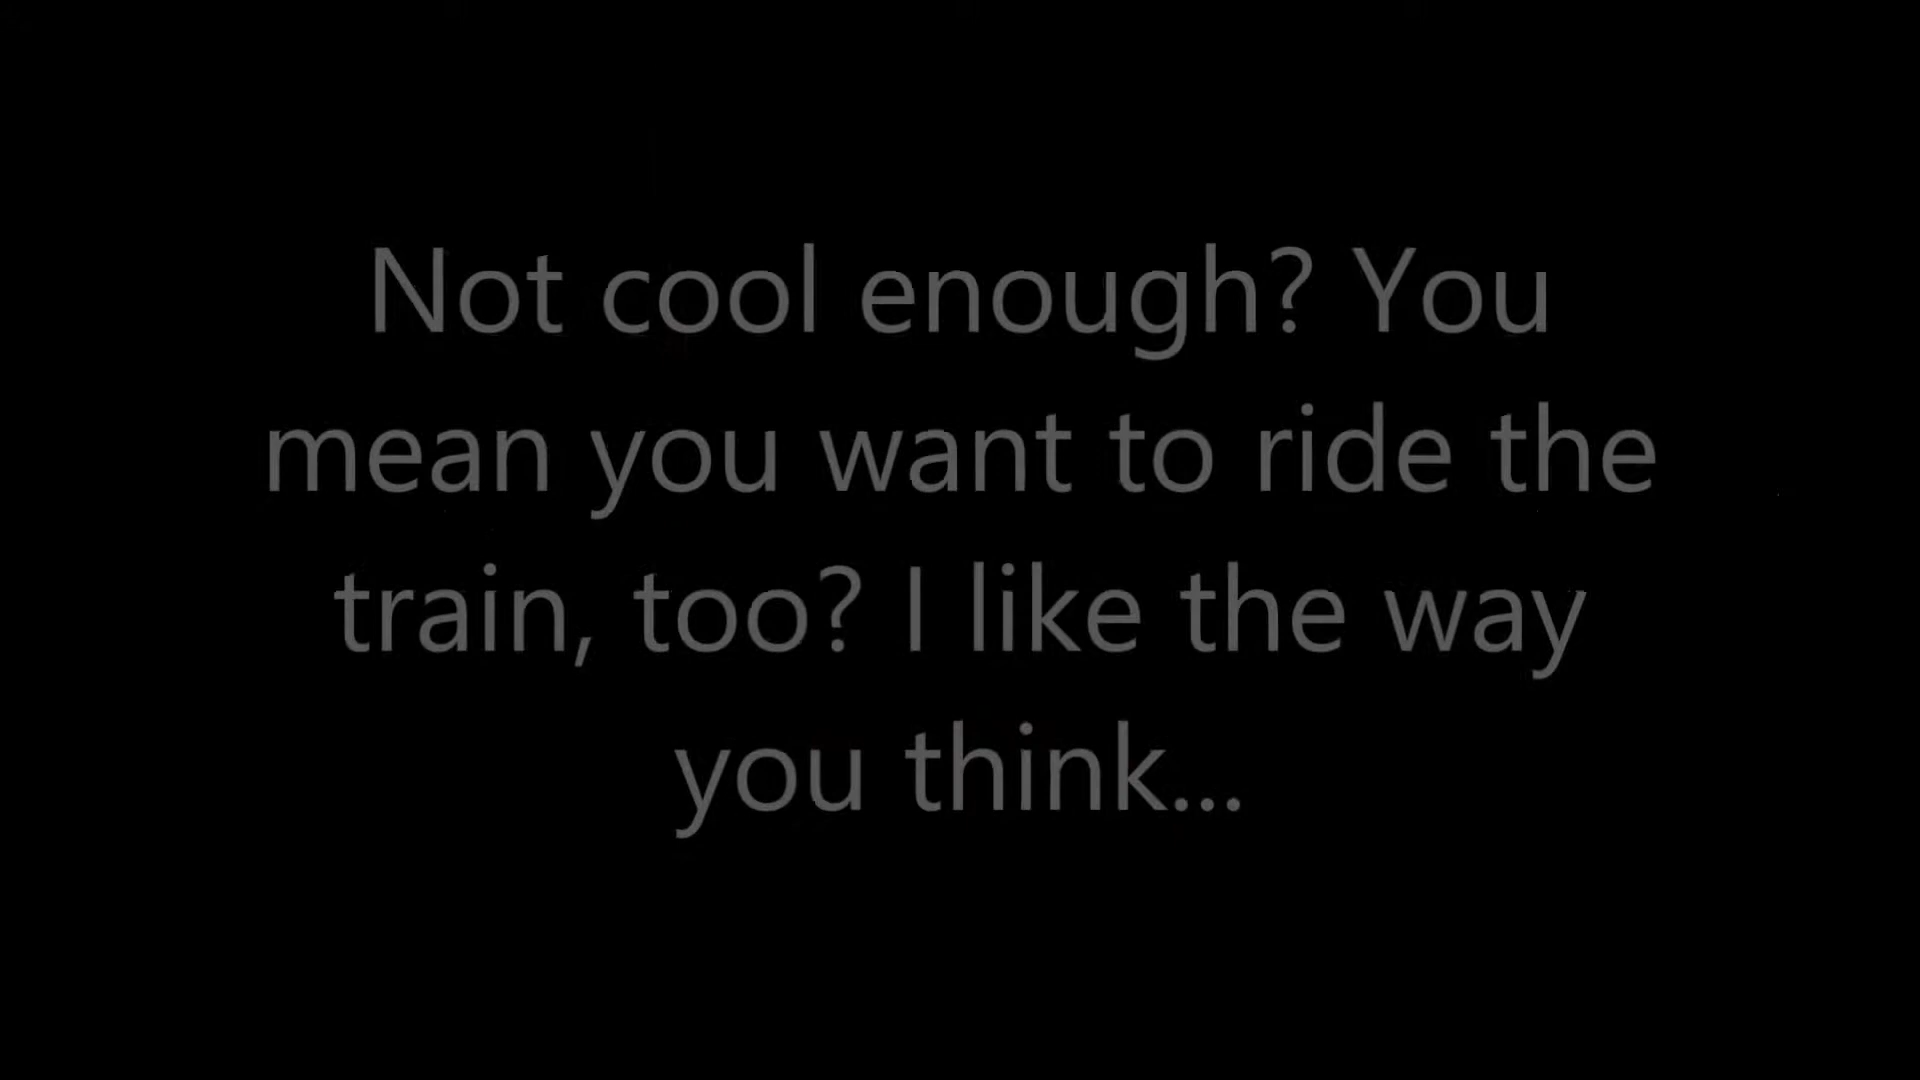 Not cool enough? You
mean you want to ride the
train, too? I like the way
you think...